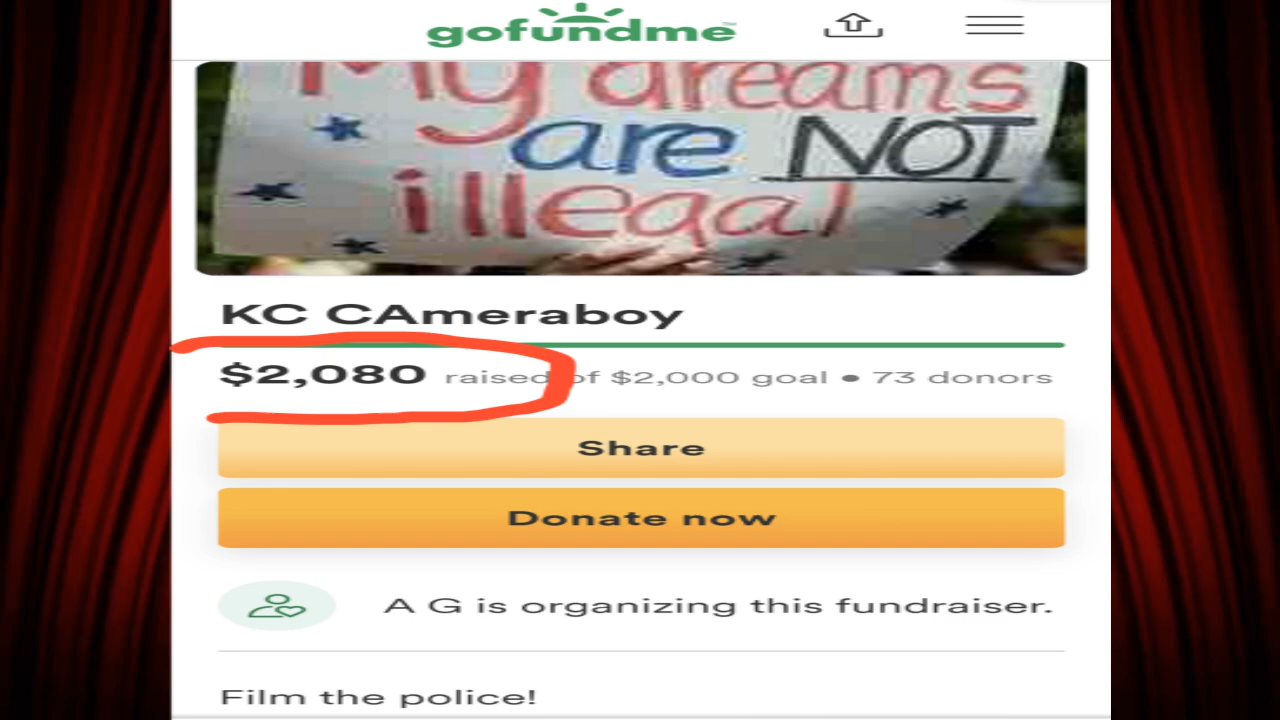 gofundme™
My dreams
are NOT
illegal
KC CAmeraboy
$2,080 raised of $2,000 goal • 73 donors
Share
Donate now
A G is organizing this fundraiser.
Film the police!